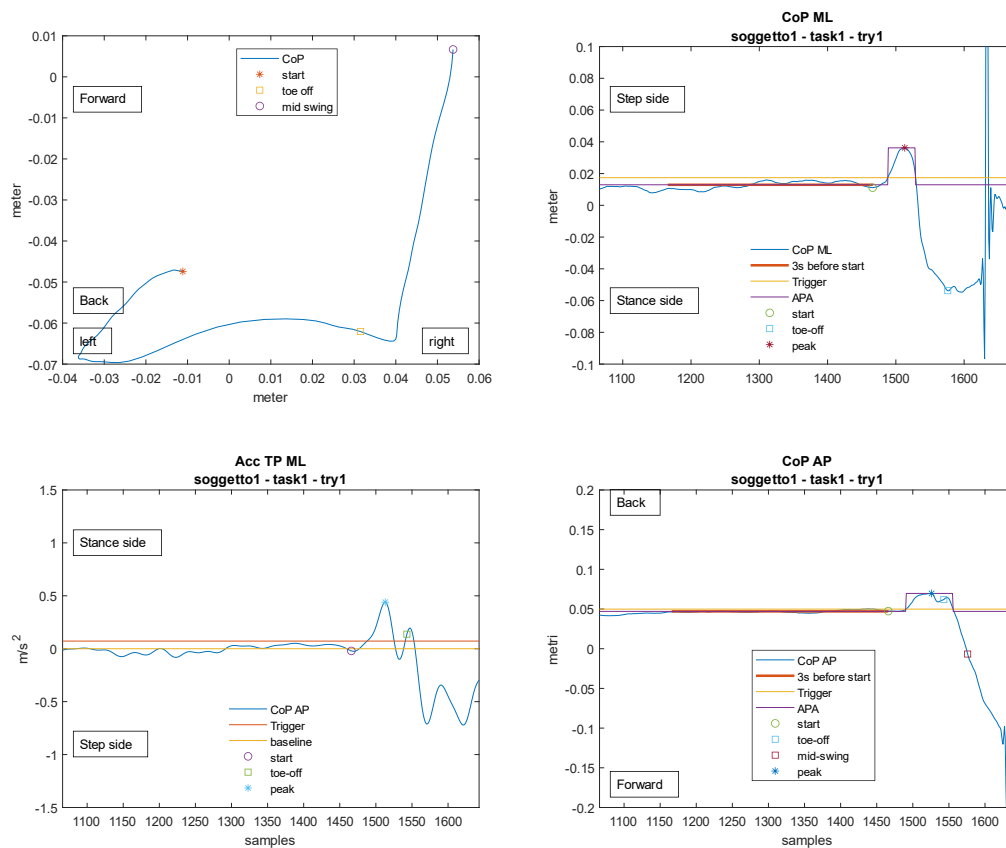 0.01
0
-0.01
-0.02
-0.03
-0.04
-0.05
-0.06
-0.07
meter
Forward
Back
left
right
CoP
start
toe off
mid swing
-0.04 -0.03 -0.02 -0.01 0 0.01 0.02 0.03 0.04 0.05 0.06
meter
CoP ML
soggetto1 - task1 - try1
0.1
0.08
0.06
0.04
0.02
0
-0.02
-0.04
-0.06
-0.08
-0.1
meter
Step side
Stance side
CoP ML
3s before start
Trigger
APA
start
toe-off
peak
1100 1200 1300 1400 1500 1600
Acc TP ML
soggetto1 - task1 - try1
1.5
1
0.5
0
-0.5
-1
-1.5
m/s2
Stance side
Step side
CoP AP
Trigger
baseline
start
toe-off
peak
1100 1150 1200 1250 1300 1350 1400 1450 1500 1550 1600
samples
CoP AP
soggetto1 - task1 - try1
0.2
0.15
0.1
0.05
0
-0.05
-0.1
-0.15
-0.2
metri
Back
Forward
CoP AP
3s before start
Trigger
APA
start
toe-off
mid-swing
peak
1100 1150 1200 1250 1300 1350 1400 1450 1500 1550 1600
samples